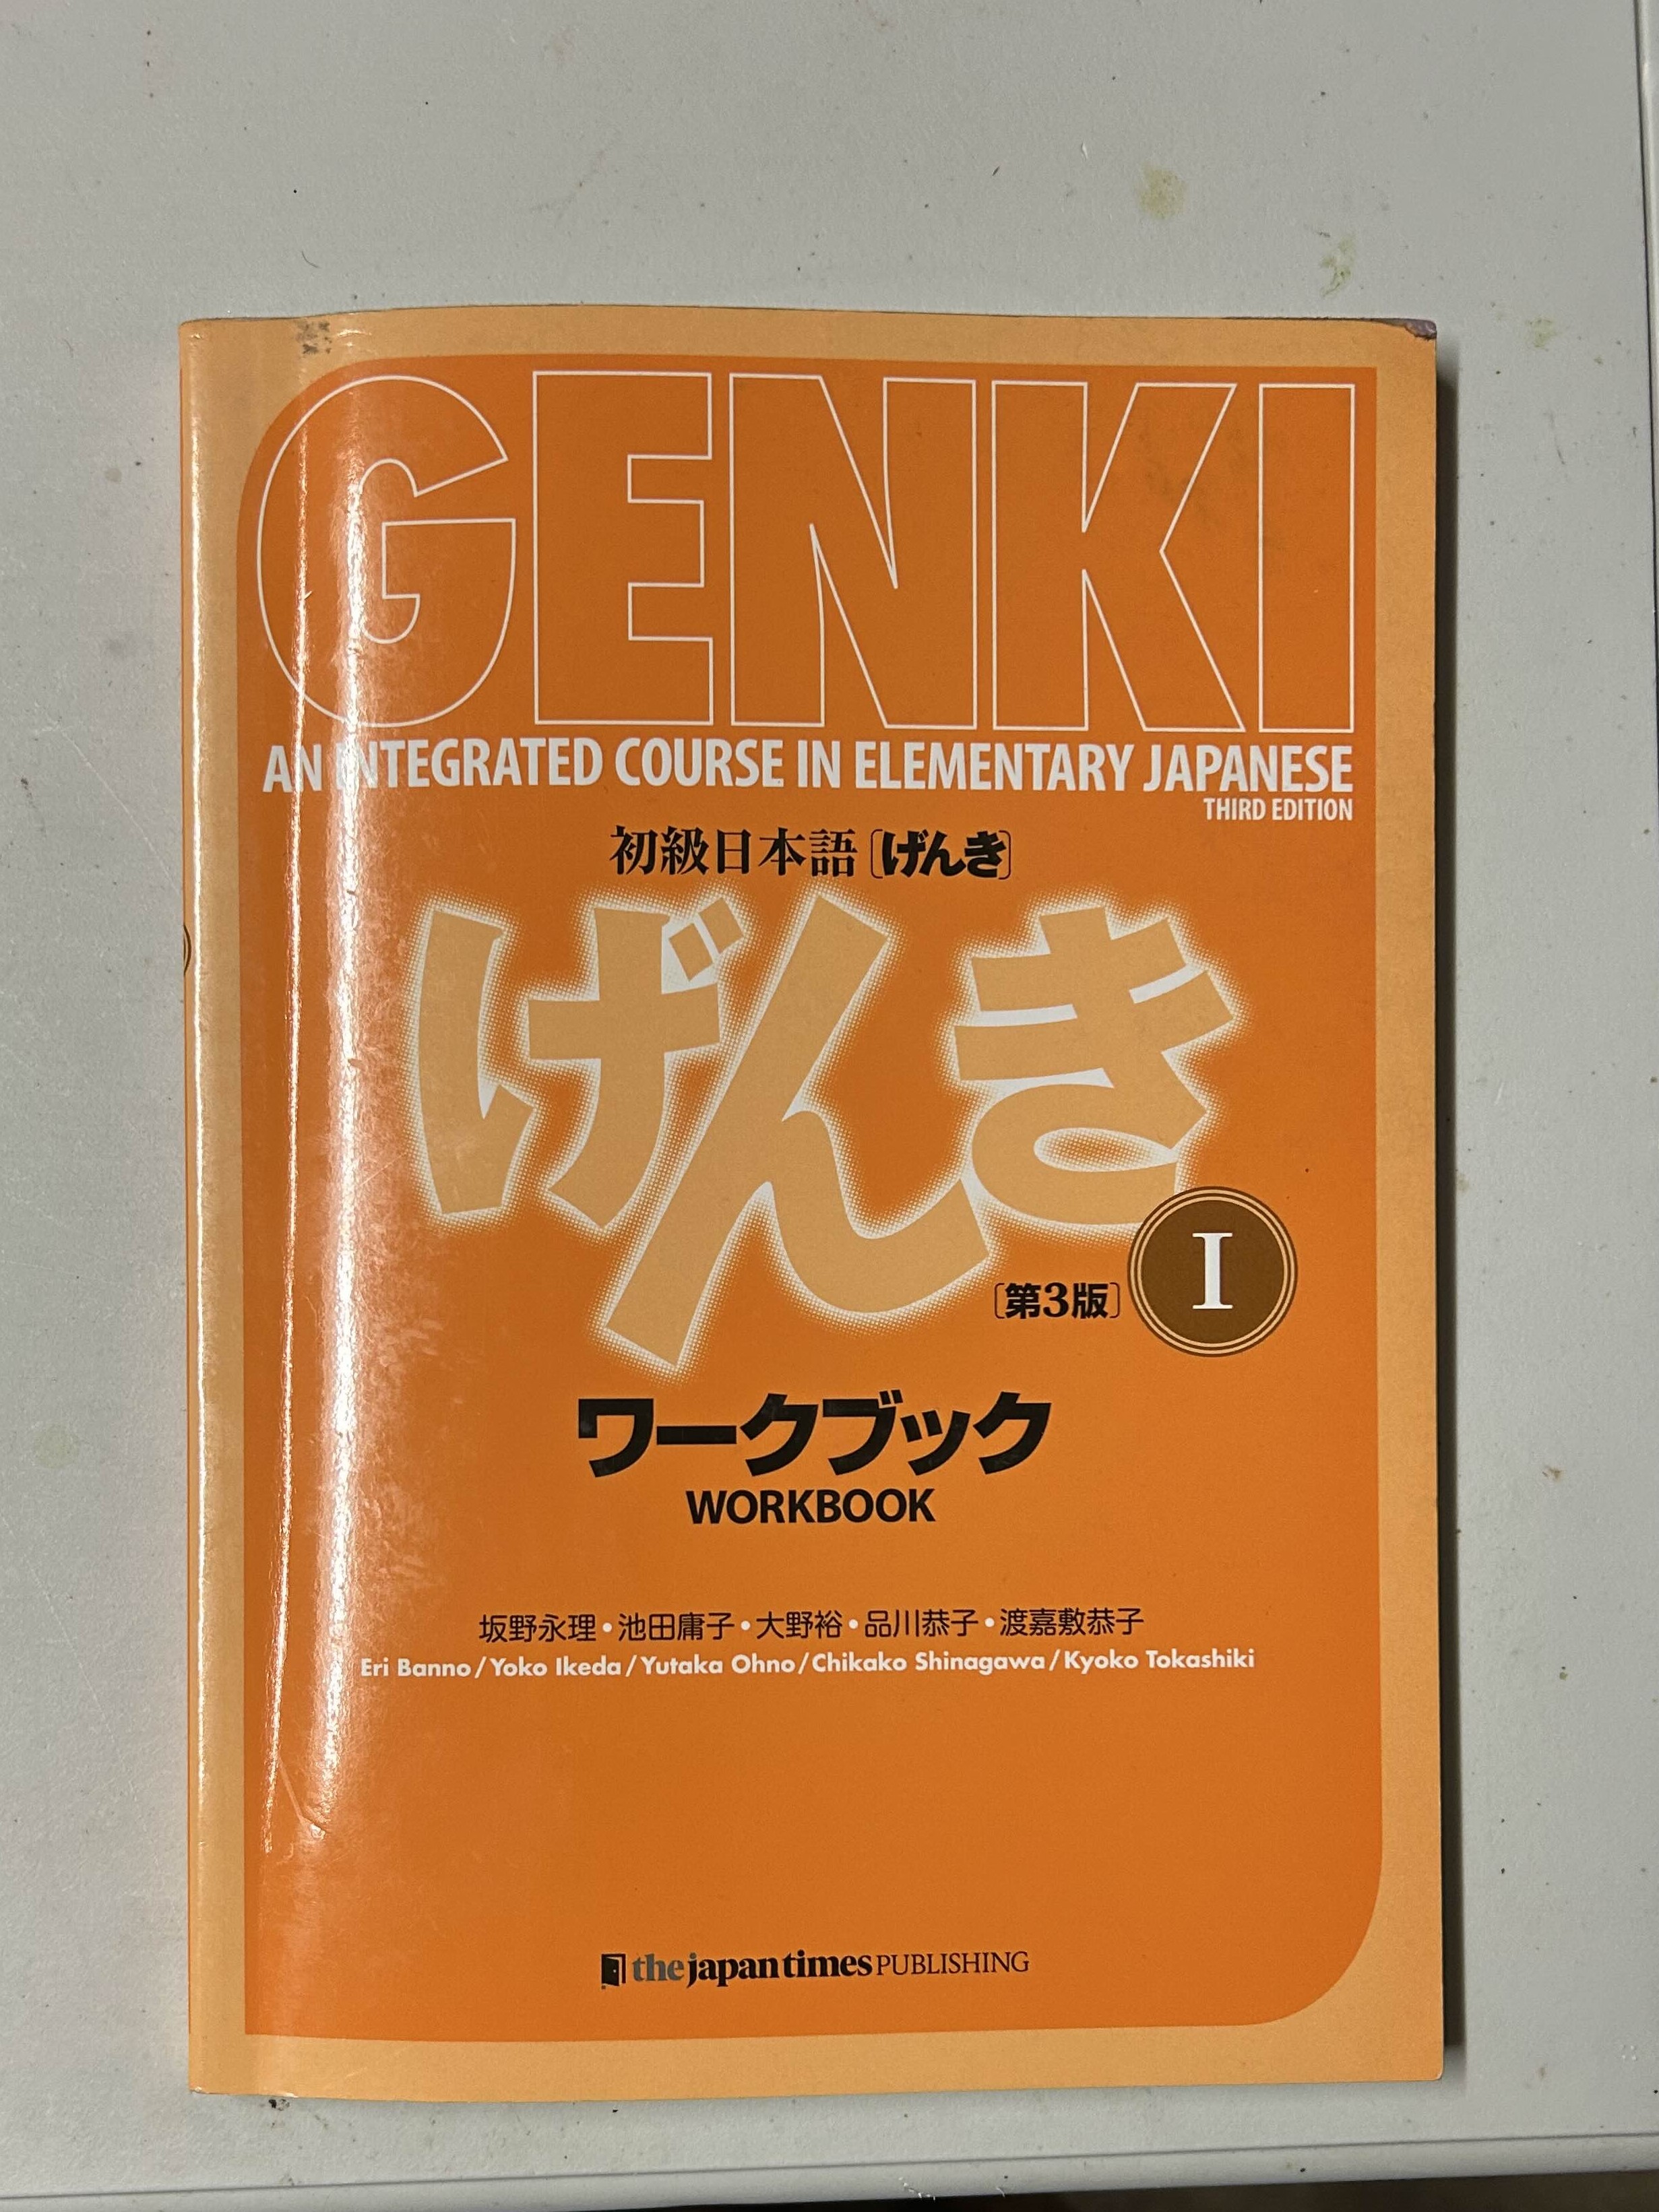 GENKI
AN INTEGRATED COURSE IN ELEMENTARY JAPANESE
THIRD EDITION
初級日本語〔げんき〕
げんき
〔第3版〕
I
ワークブック
WORKBOOK
坂野永理・池田庸子・大野裕・品川恭子・渡嘉敷恭子
Eri Banno/Yoko Ikeda/Yutaka Ohno/Chikako Shinagawa/Kyoko Tokashiki
the japan times PUBLISHING